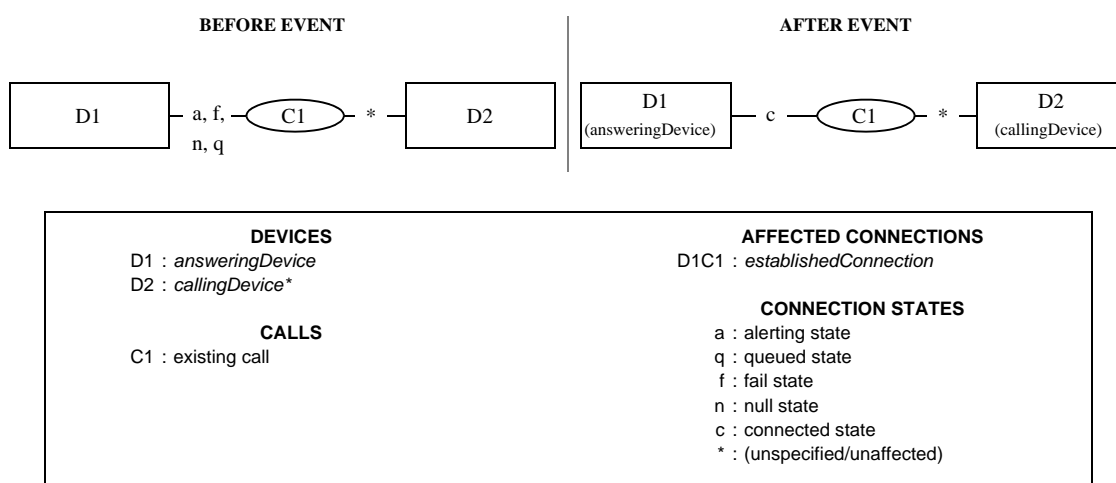 BEFORE EVENT
AFTER EVENT
D1
a, f,
n, q
C1
*
D2
D1
(answeringDevice)
c
C1
*
D2
(callingDevice)
DEVICES
D1 : answeringDevice
D2 : callingDevice*
CALLS
C1 : existing call
AFFECTED CONNECTIONS
D1C1 : establishedConnection
CONNECTION STATES
a : alerting state
q : queued state
f : fail state
n : null state
c : connected state
* : (unspecified/unaffected)